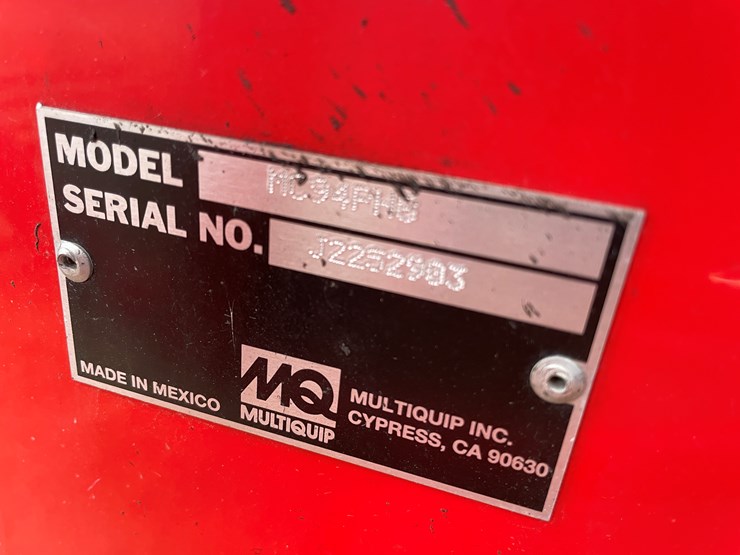 MODEL MC94PH8
SERIAL NO. J2252903
MADE IN MEXICO
MQ
MULTIQUIP
MULTIQUIP INC.
CYPRESS, CA 90630